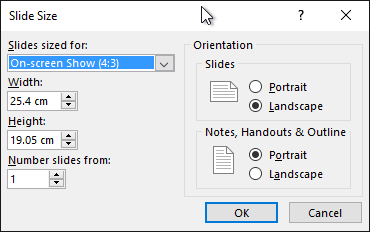 Slide Size
?
Slides sized for:
On-screen Show (4:3)
Width:
25.4 cm
Height:
19.05 cm
Number slides from:
1
Orientation
Slides
Portrait
Landscape
Notes, Handouts & Outline
Portrait
Landscape
OK
Cancel